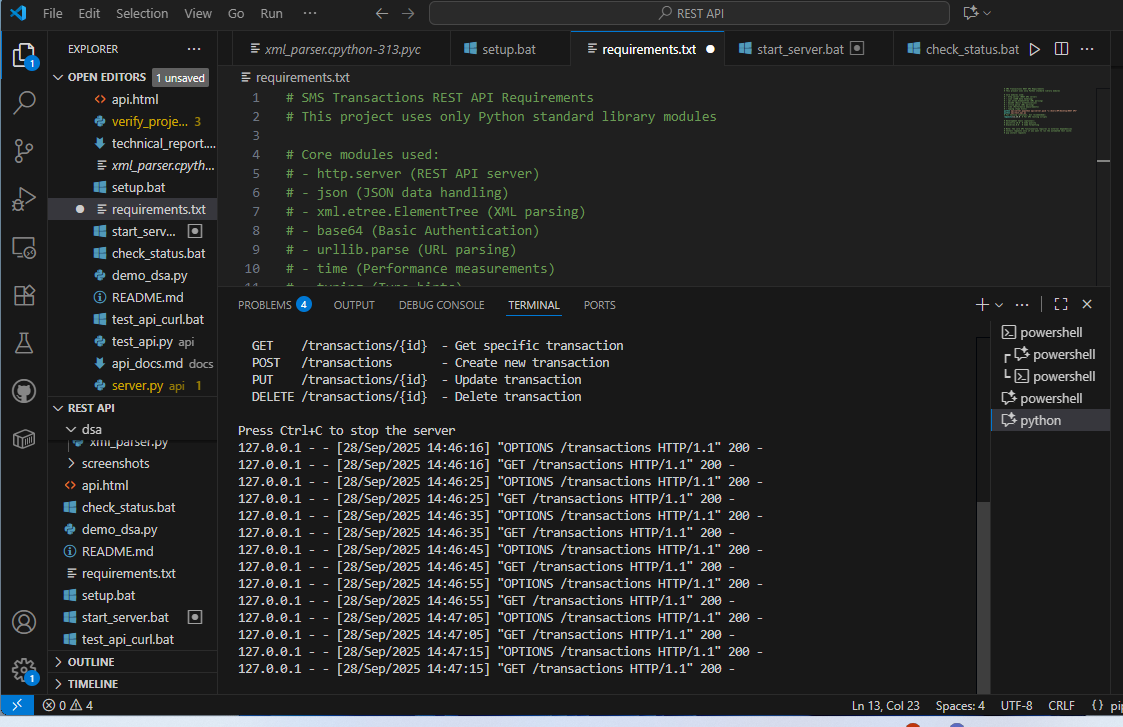 File Edit Selection View Go Run ··· REST API
EXPLORER ···
OPEN EDITORS 1 unsaved
api.html
verify_proje... 3
technical_report....
xml_parser.cpyth...
setup.bat
requirements.txt
start_serv...
check_status.bat
demo_dsa.py
README.md
test_api_curl.bat
test_api.py api
api_docs.md docs
server.py api 1
REST API
dsa
xml_parser.py
screenshots
api.html
check_status.bat
demo_dsa.py
README.md
requirements.txt
setup.bat
start_server.bat
test_api_curl.bat
OUTLINE
TIMELINE
1
1
xml_parser.cpython-313.pyc setup.bat requirements.txt start_server.bat check_status.bat ···
requirements.txt
1 # SMS Transactions REST API Requirements
2 # This project uses only Python standard library modules
3
4 # Core modules used:
5 # - http.server (REST API server)
6 # - json (JSON data handling)
7 # - xml.etree.ElementTree (XML parsing)
8 # - base64 (Basic Authentication)
9 # - urllib.parse (URL parsing)
10 # - time (Performance measurements)
11 # - typing (Type hints)
PROBLEMS 4 OUTPUT DEBUG CONSOLE TERMINAL PORTS ···
GET /transactions/{id} - Get specific transaction
POST /transactions - Create new transaction
PUT /transactions/{id} - Update transaction
DELETE /transactions/{id} - Delete transaction
Press Ctrl+C to stop the server
127.0.0.1 - - [28/Sep/2025 14:46:16] "OPTIONS /transactions HTTP/1.1" 200 -
127.0.0.1 - - [28/Sep/2025 14:46:16] "GET /transactions HTTP/1.1" 200 -
127.0.0.1 - - [28/Sep/2025 14:46:25] "OPTIONS /transactions HTTP/1.1" 200 -
127.0.0.1 - - [28/Sep/2025 14:46:25] "GET /transactions HTTP/1.1" 200 -
127.0.0.1 - - [28/Sep/2025 14:46:35] "OPTIONS /transactions HTTP/1.1" 200 -
127.0.0.1 - - [28/Sep/2025 14:46:35] "GET /transactions HTTP/1.1" 200 -
127.0.0.1 - - [28/Sep/2025 14:46:45] "OPTIONS /transactions HTTP/1.1" 200 -
127.0.0.1 - - [28/Sep/2025 14:46:45] "GET /transactions HTTP/1.1" 200 -
127.0.0.1 - - [28/Sep/2025 14:46:55] "OPTIONS /transactions HTTP/1.1" 200 -
127.0.0.1 - - [28/Sep/2025 14:46:55] "GET /transactions HTTP/1.1" 200 -
127.0.0.1 - - [28/Sep/2025 14:47:05] "OPTIONS /transactions HTTP/1.1" 200 -
127.0.0.1 - - [28/Sep/2025 14:47:05] "GET /transactions HTTP/1.1" 200 -
127.0.0.1 - - [28/Sep/2025 14:47:15] "OPTIONS /transactions HTTP/1.1" 200 -
127.0.0.1 - - [28/Sep/2025 14:47:15] "GET /transactions HTTP/1.1" 200 -
powershell
powershell
powershell
powershell
python
0 4 Ln 13, Col 23 Spaces: 4 UTF-8 CRLF {} pip